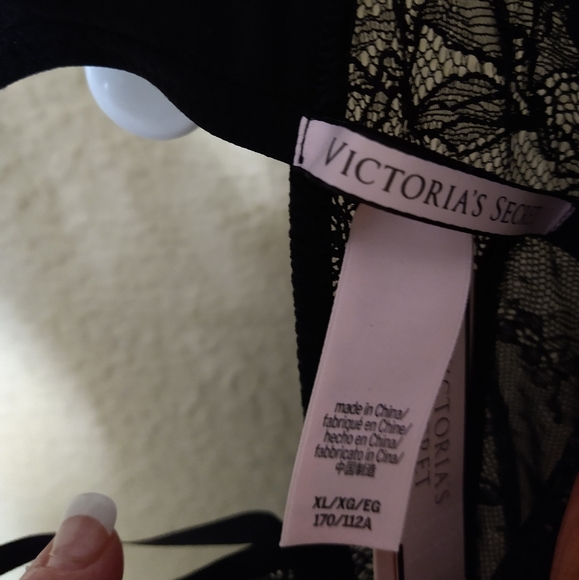 VICTORIA'S SECRET
made in China/
fabriqué en Chine/
hecho en China/
fabbricato in Cina/
中国制造
XL/XG/EG
170/112A
VICTORIA'S
SECRET